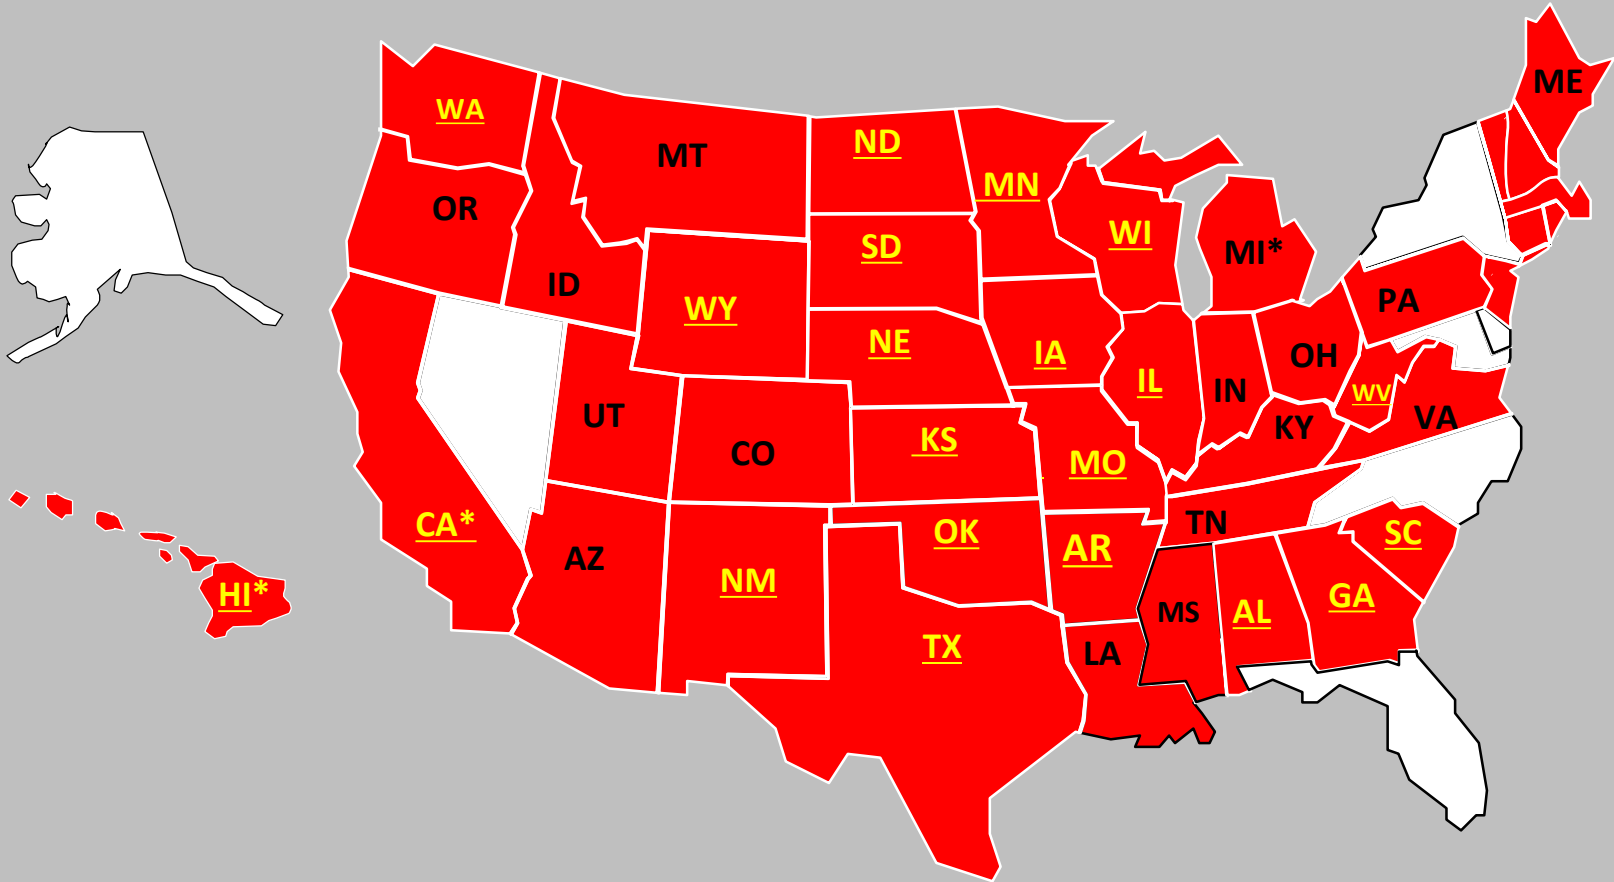 ME
WA
ND
MT
MN
OR
WI
SD
MI*
ID
PA
WY
NE
IA
OH
IL
IN
WV
UT
VA
KY
KS
CO
MO
CA*
TN
OK
SC
AR
AZ
NM
HI*
GA
MS
AL
TX
LA